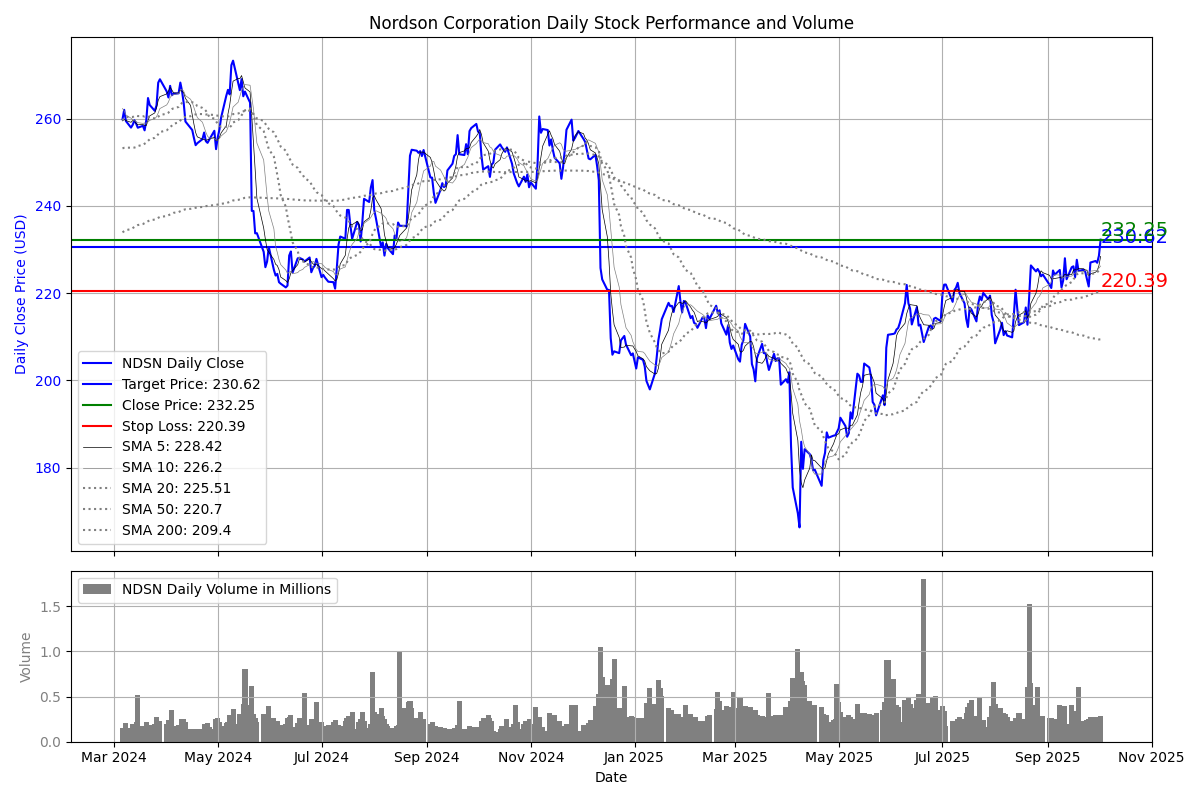 Nordson Corporation Daily Stock Performance and Volume
Daily Close Price (USD)
260
240
220
200
180
232.25
230.62
220.39
NDSN Daily Close
Target Price: 230.62
Close Price: 232.25
Stop Loss: 220.39
SMA 5: 228.42
SMA 10: 226.2
SMA 20: 225.51
SMA 50: 220.7
SMA 200: 209.4
NDSN Daily Volume in Millions
Volume
1.5
1.0
0.5
0.0
Mar 2024 May 2024 Jul 2024 Sep 2024 Nov 2024 Jan 2025 Mar 2025 May 2025 Jul 2025 Sep 2025 Nov 2025
Date